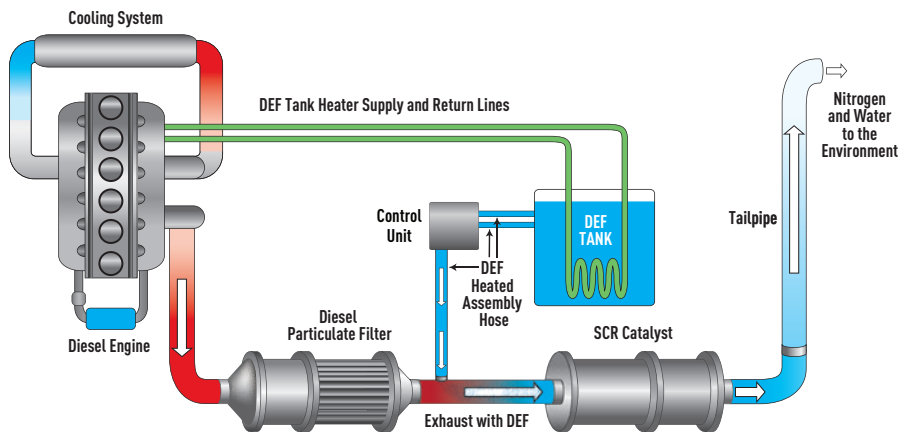 Cooling System
DEF Tank Heater Supply and Return Lines
Nitrogen
and Water
to the
Environment
Control
Unit
DEF
TANK
Tailpipe
DEF
Heated
Assembly
Hose
Diesel Engine
Diesel
Particulate Filter
SCR Catalyst
Exhaust with DEF